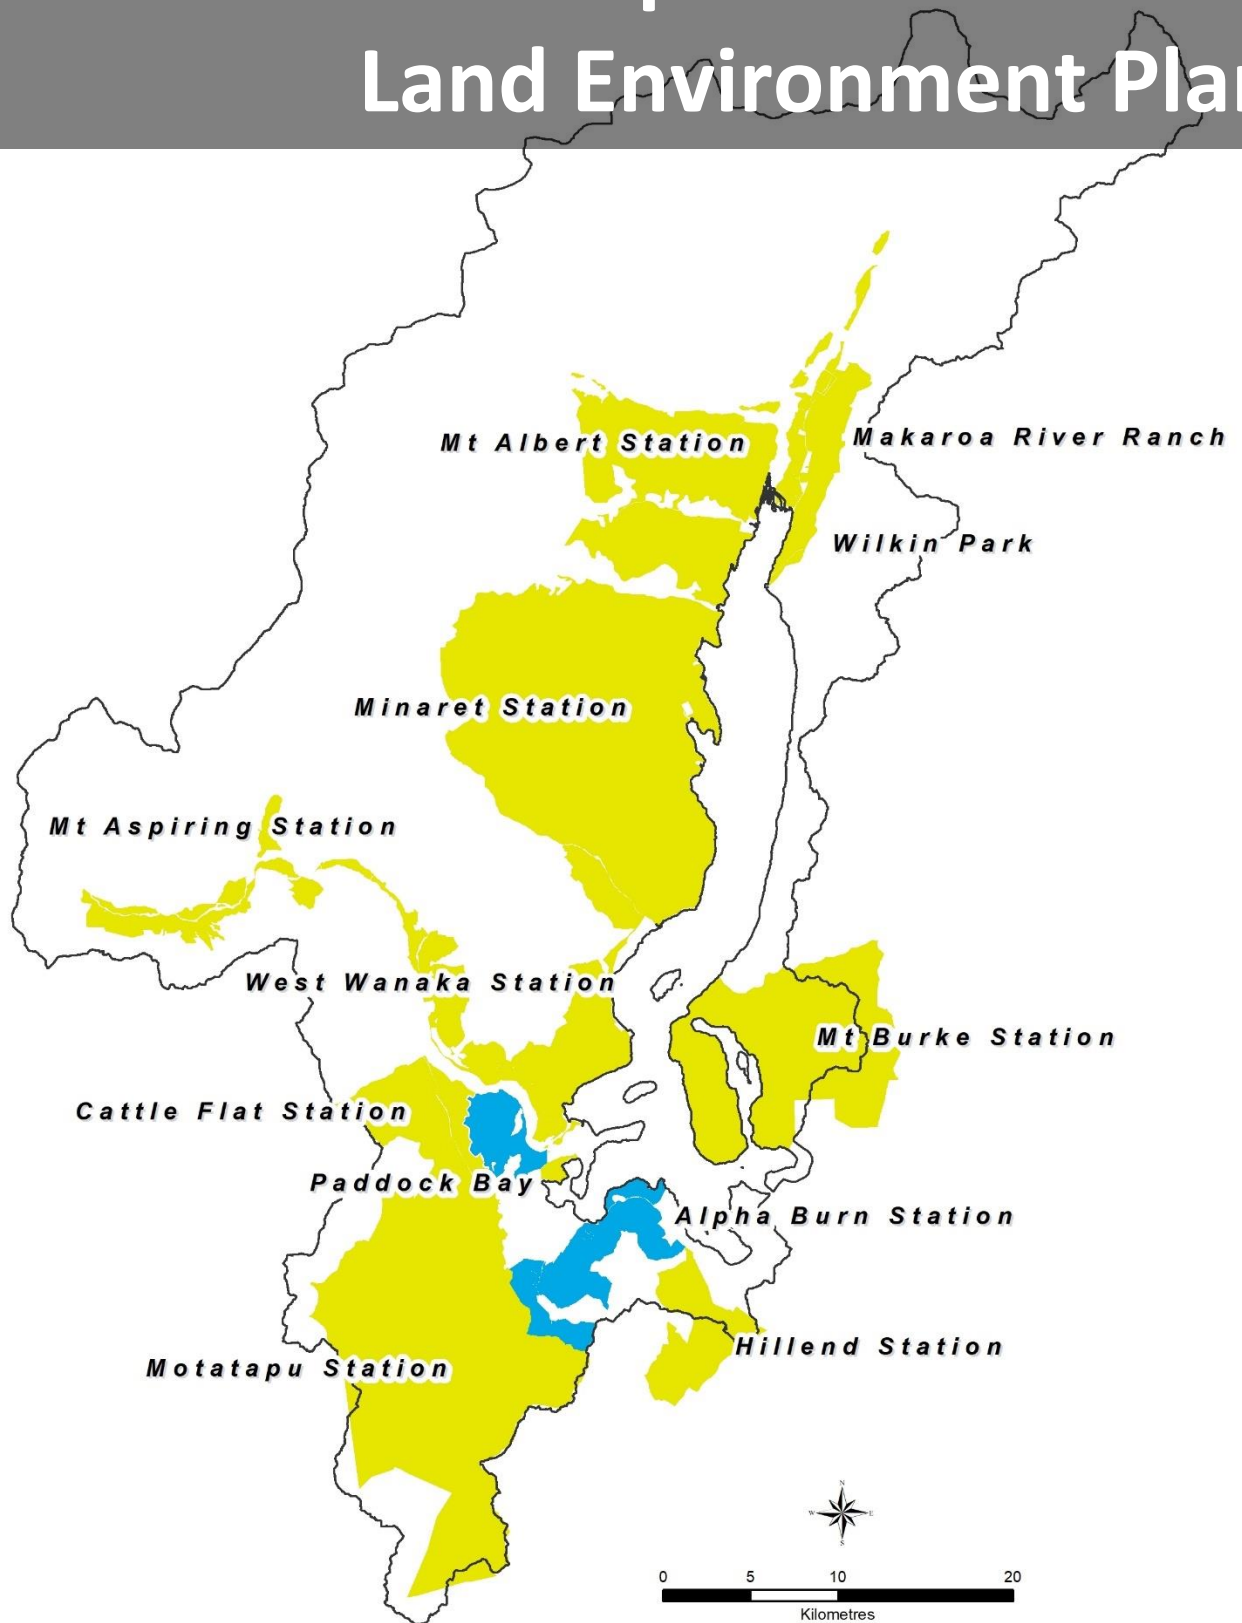 Land Environment Plan
Mt Albert Station
Makaroa River Ranch
Wilkin Park
Minaret Station
Mt Aspiring Station
West Wanaka Station
Mt Burke Station
Cattle Flat Station
Paddock Bay
Alpha Burn Station
Hillend Station
Motatapu Station
N
W E
S
0 5 10 20
Kilometres